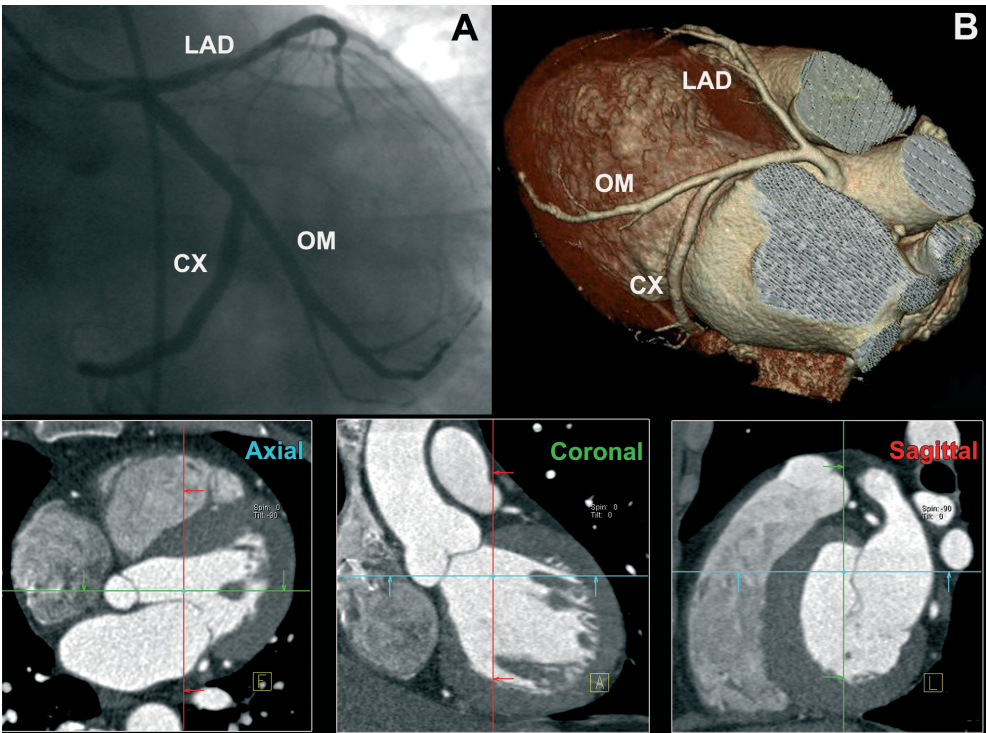 A
LAD
CX
OM
B
LAD
OM
CX
Axial
Spin: 0
Tilt: -90
F
Coronal
Spin: 0
Tilt: 0
A
Sagittal
Spin: -90
Tilt: 0
L